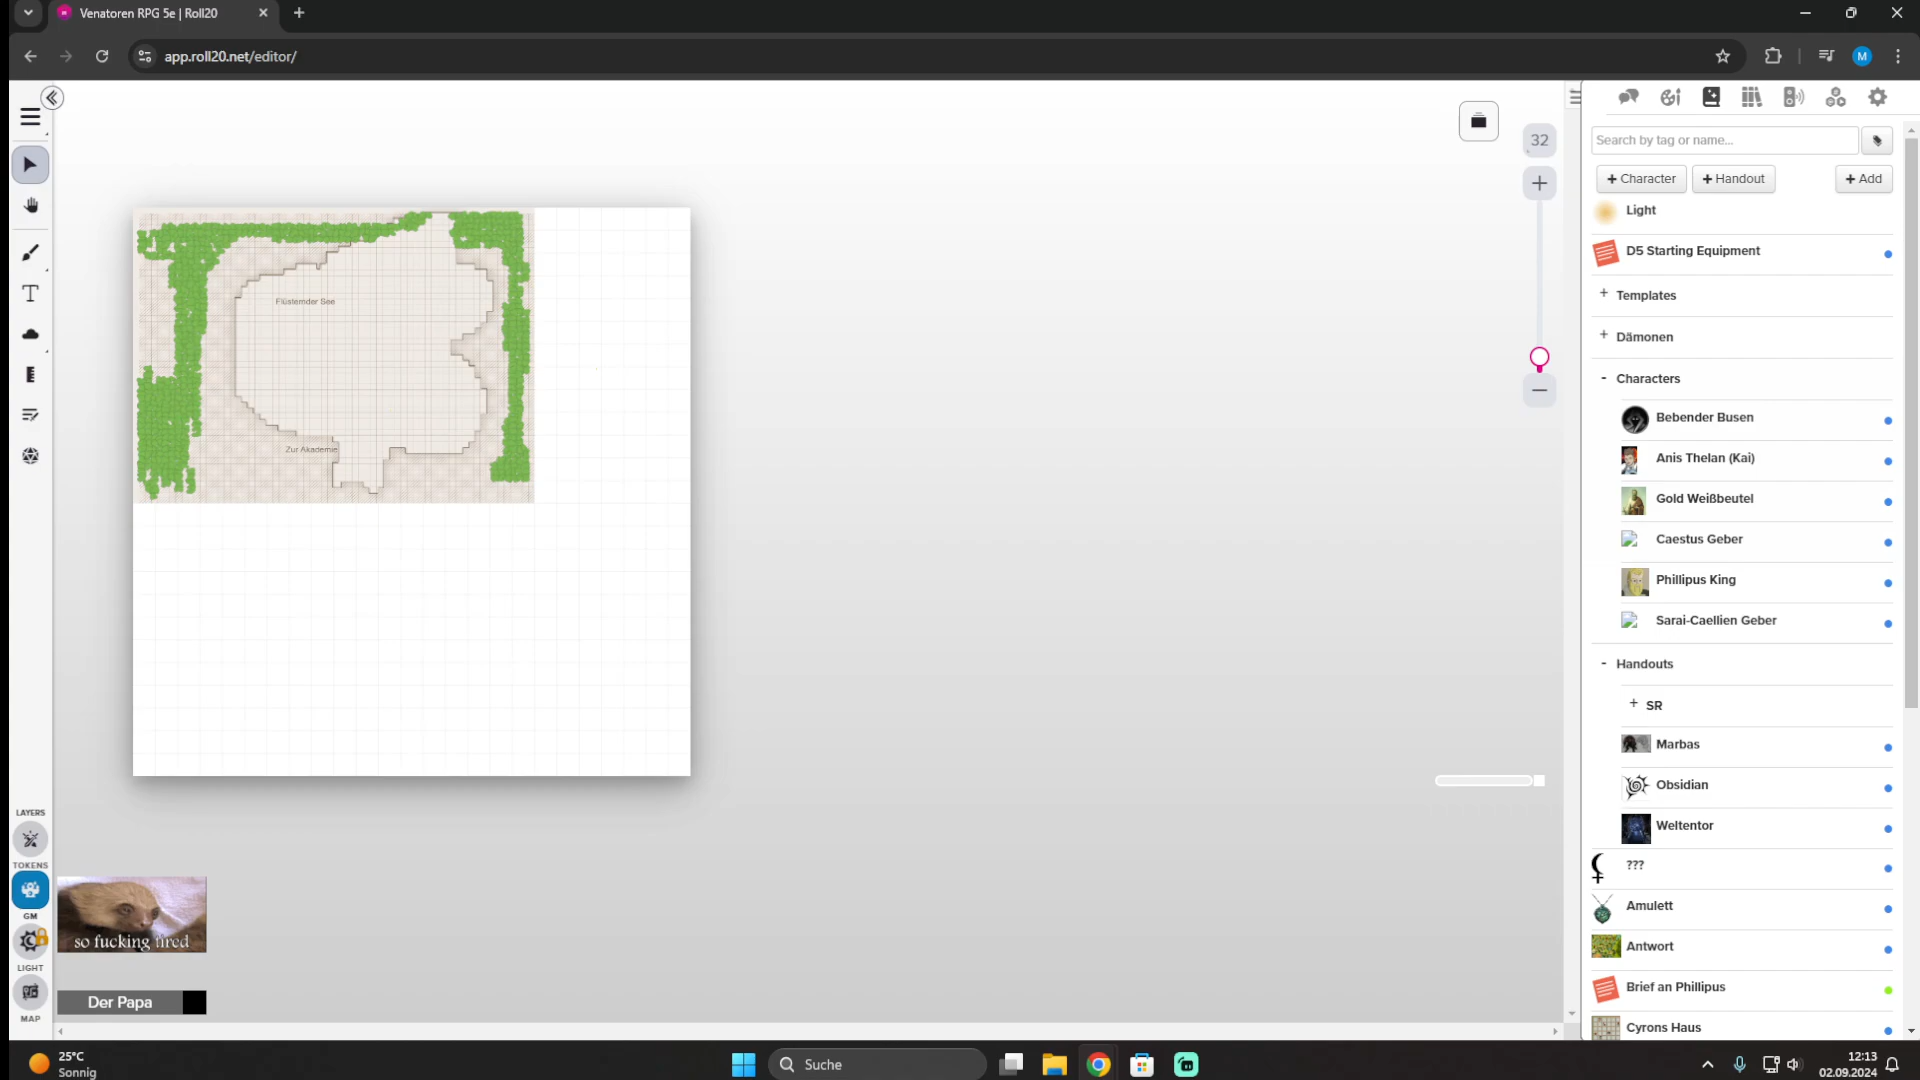 Venatoren RPG 5e | Roll20
app.roll20.net/editor/
M
32
Search by tag or name...
+ Character
+ Handout
+ Add
Light
D5 Starting Equipment
+ Templates
+ Dämonen
- Characters
Bebender Busen
Anis Thelan (Kai)
Gold Weißbeutel
Caestus Geber
Phillipus King
Sarai-Caellien Geber
- Handouts
+ SR
Marbas
Obsidian
Weltentor
???
Amulett
Antwort
Brief an Phillipus
Cyrons Haus
Flüsternder See
Zur Akademie
LAYERS
TOKENS
GM
LIGHT
MAP
so fucking tired
Der Papa
25°C
Sonnig
Suche
12:13
02.09.2024